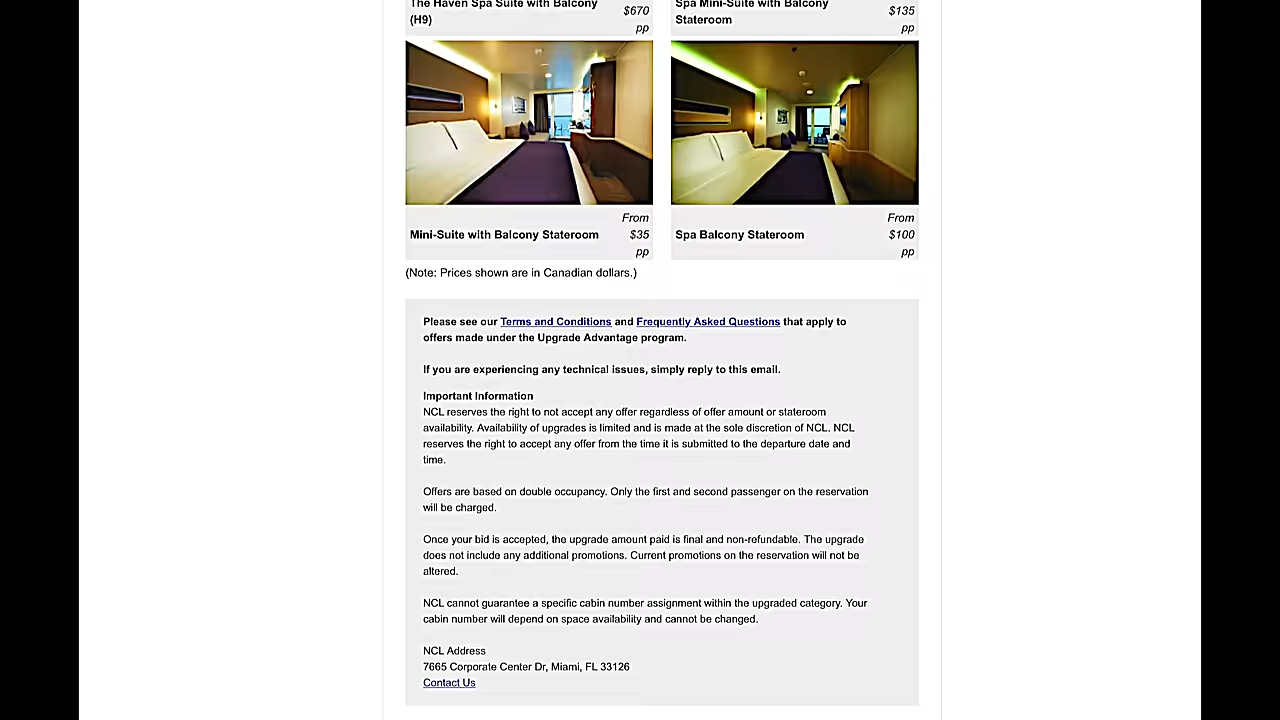 The Haven Spa Suite with Balcony
(H9)
$670
pp
Spa Mini-Suite with Balcony
Stateroom
$135
pp
Mini-Suite with Balcony Stateroom
From
$35
pp
Spa Balcony Stateroom
From
$100
pp
(Note: Prices shown are in Canadian dollars.)
Please see our Terms and Conditions and Frequently Asked Questions that apply to
offers made under the Upgrade Advantage program.
If you are experiencing any technical issues, simply reply to this email.
Important Information
NCL reserves the right to not accept any offer regardless of offer amount or stateroom
availability. Availability of upgrades is limited and is made at the sole discretion of NCL. NCL
reserves the right to accept any offer from the time it is submitted to the departure date and
time.
Offers are based on double occupancy. Only the first and second passenger on the reservation
will be charged.
Once your bid is accepted, the upgrade amount paid is final and non-refundable. The upgrade
does not include any additional promotions. Current promotions on the reservation will not be
altered.
NCL cannot guarantee a specific cabin number assignment within the upgraded category. Your
cabin number will depend on space availability and cannot be changed.
NCL Address
7665 Corporate Center Dr, Miami, FL 33126
Contact Us